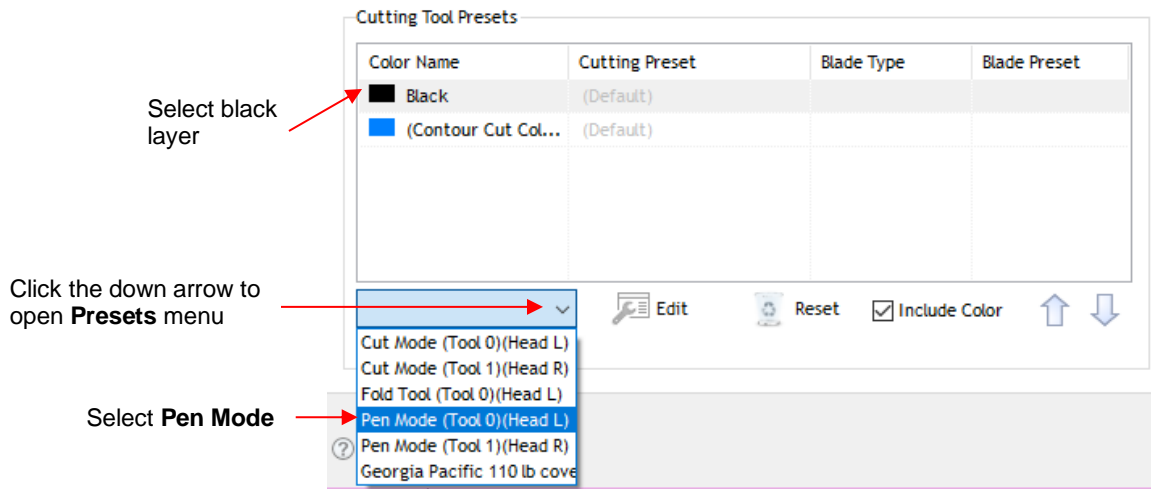 Cutting Tool Presets
Color Name Cutting Preset Blade Type Blade Preset
Select black
layer
Black (Default)
(Contour Cut Col... (Default)
Click the down arrow to
open Presets menu
Edit Reset Include Color
Cut Mode (Tool 0)(Head L)
Cut Mode (Tool 1)(Head R)
Fold Tool (Tool 0)(Head L)
Select Pen Mode
Pen Mode (Tool 0)(Head L)
? Pen Mode (Tool 1)(Head R)
Georgia Pacific 110 lb cove